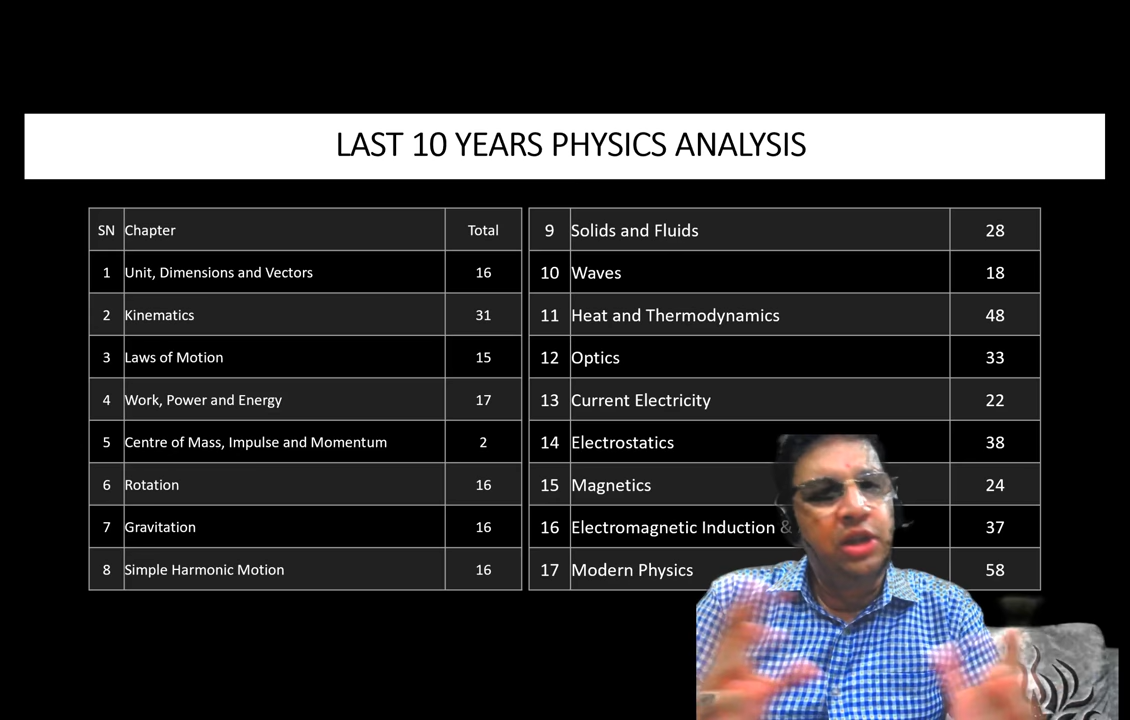 LAST 10 YEARS PHYSICS ANALYSIS
SN Chapter Total
1 Unit, Dimensions and Vectors 16
2 Kinematics 31
3 Laws of Motion 15
4 Work, Power and Energy 17
5 Centre of Mass, Impulse and Momentum 2
6 Rotation 16
7 Gravitation 16
8 Simple Harmonic Motion 16
9 Solids and Fluids 28
10 Waves 18
11 Heat and Thermodynamics 48
12 Optics 33
13 Current Electricity 22
14 Electrostatics 38
15 Magnetics 24
16 Electromagnetic Induction & 37
17 Modern Physics 58